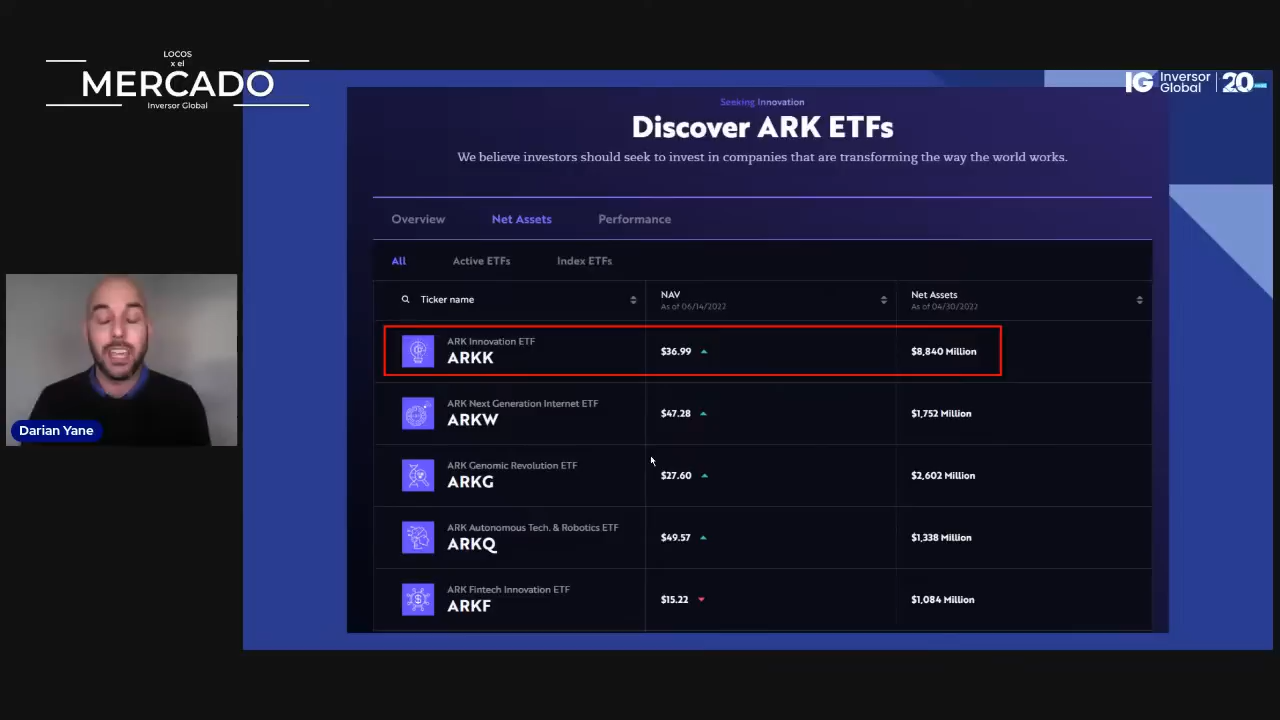 LOCOS
x el
MERCADO
Inversor Global
IG Inversor Global 20
Seeking Innovation
Discover ARK ETFs
We believe investors should seek to invest in companies that are transforming the way the world works.
Overview Net Assets Performance
All Active ETFs Index ETFs
Ticker name NAV Net Assets
As of 06/14/2022 As of 04/30/2022
ARK Innovation ETF
ARKK $36.99 $8,840 Million
ARK Next Generation Internet ETF
ARKW $47.28 $1,752 Million
ARK Genomic Revolution ETF
ARKG $27.60 $2,602 Million
ARK Autonomous Tech. & Robotics ETF
ARKQ $49.57 $1,338 Million
ARK Fintech Innovation ETF
ARKF $15.22 $1,084 Million
Darian Yane